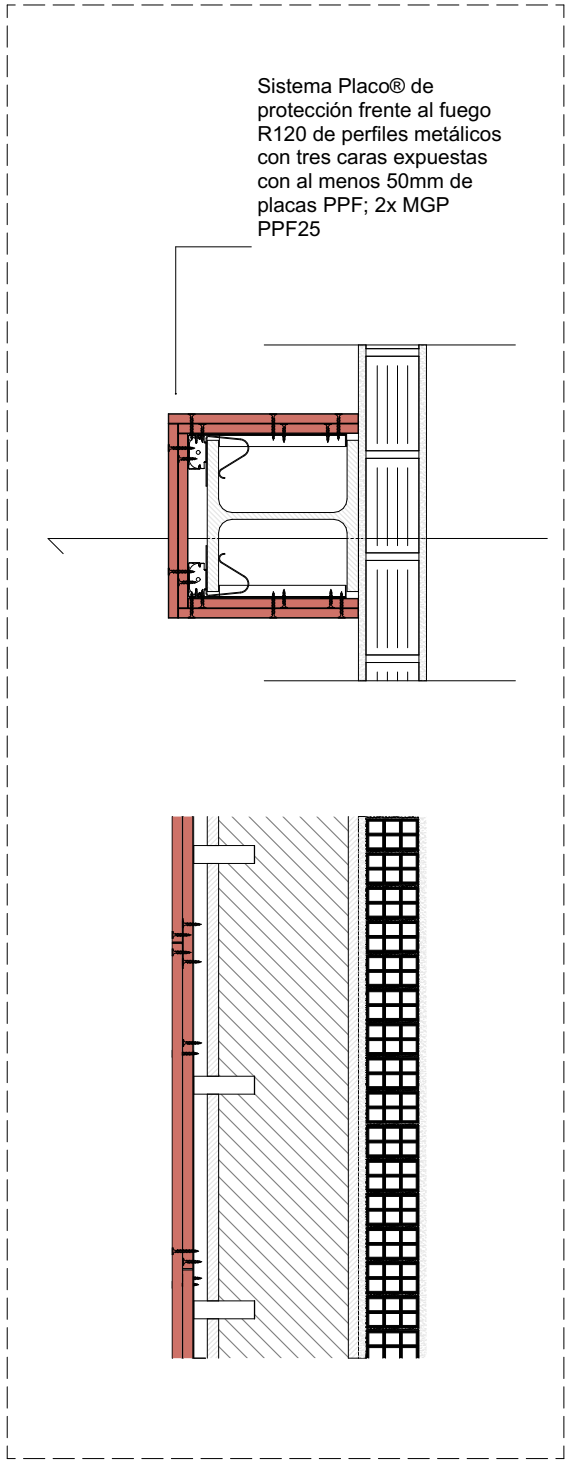 Sistema Placo® de
protección frente al fuego
R120 de perfiles metálicos
con tres caras expuestas
con al menos 50mm de
placas PPF; 2x MGP
PPF25